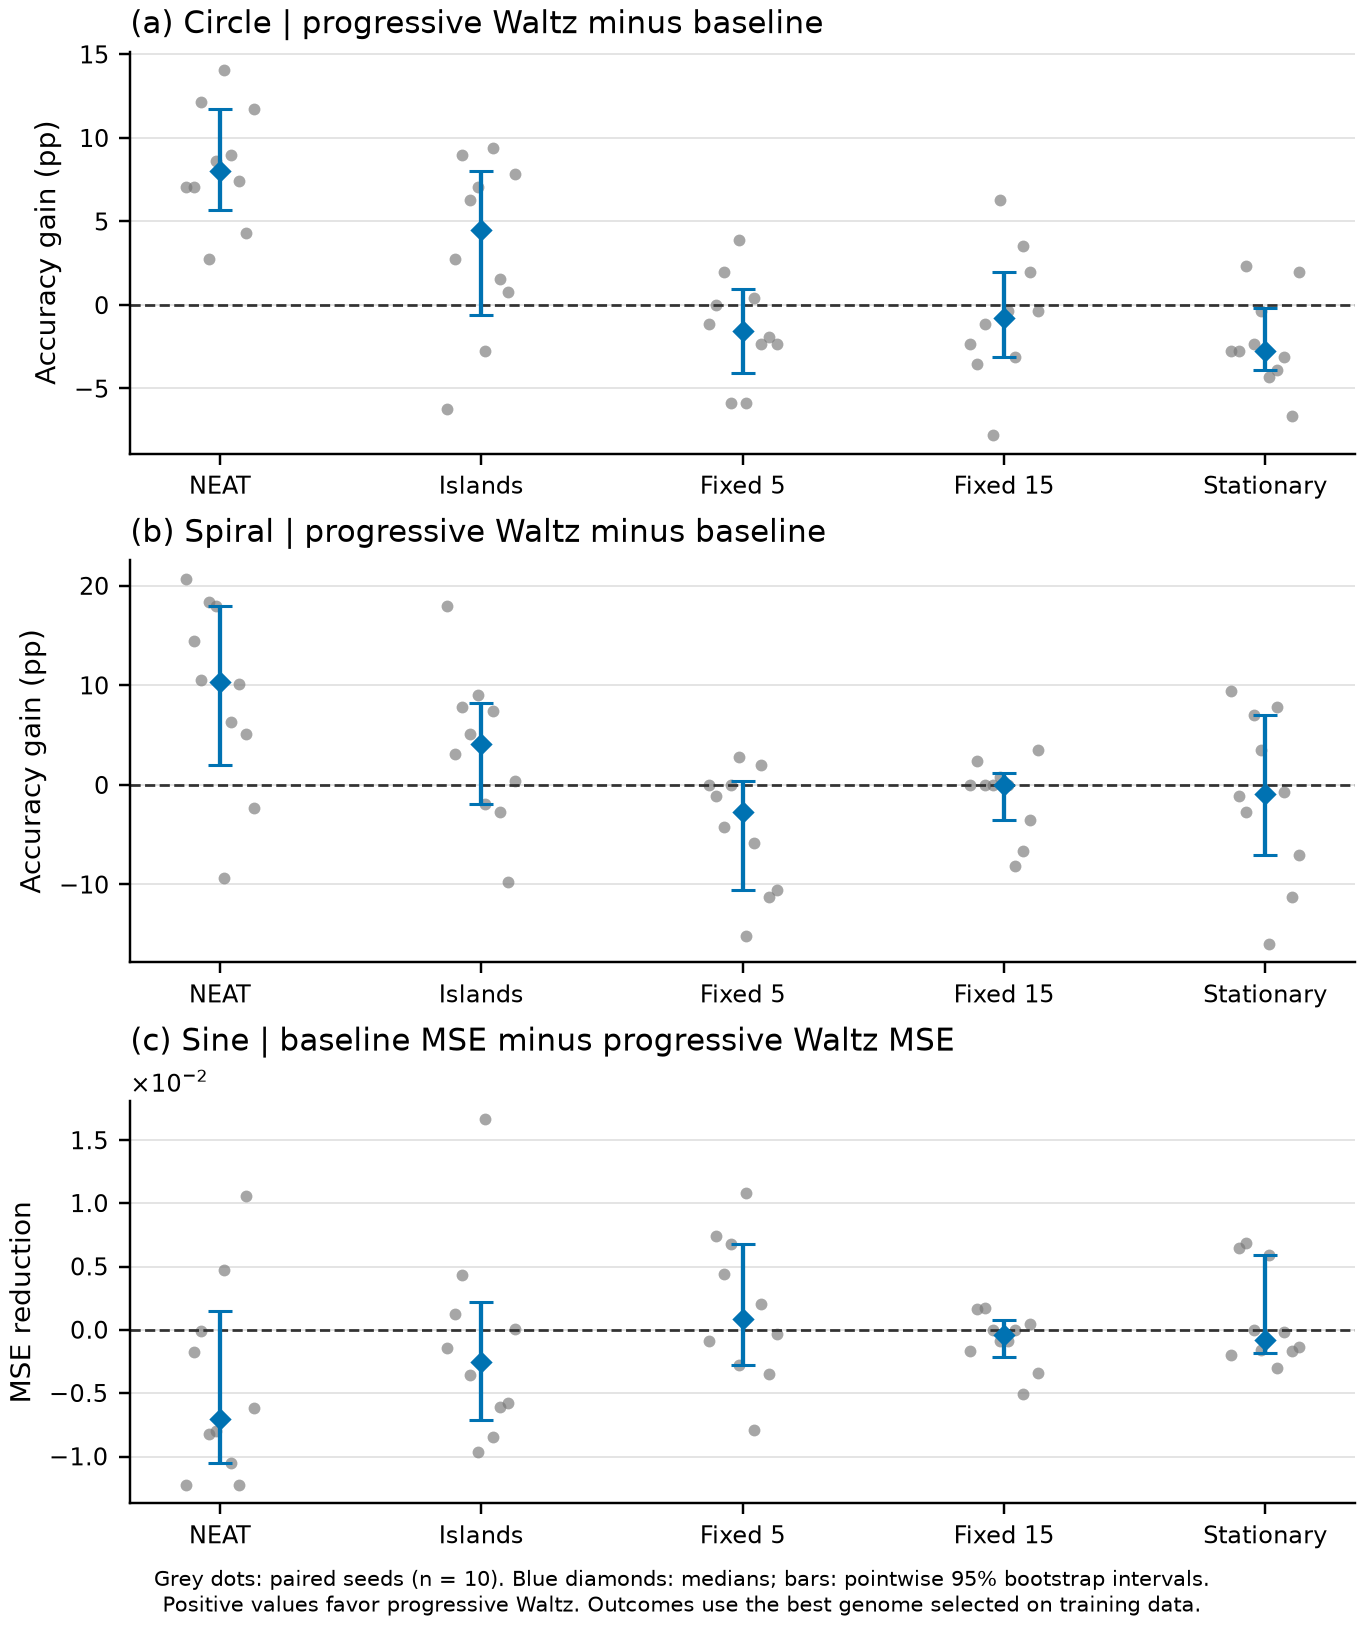 (a) Circle | progressive Waltz minus baseline
Accuracy gain (pp)
15
10
5
0
−5
NEAT Islands Fixed 5 Fixed 15 Stationary
(b) Spiral | progressive Waltz minus baseline
Accuracy gain (pp)
20
10
0
−10
NEAT Islands Fixed 5 Fixed 15 Stationary
(c) Sine | baseline MSE minus progressive Waltz MSE
×10⁻²
MSE reduction
1.5
1.0
0.5
0.0
−0.5
−1.0
NEAT Islands Fixed 5 Fixed 15 Stationary
Grey dots: paired seeds (n = 10). Blue diamonds: medians; bars: pointwise 95% bootstrap intervals.
Positive values favor progressive Waltz. Outcomes use the best genome selected on training data.